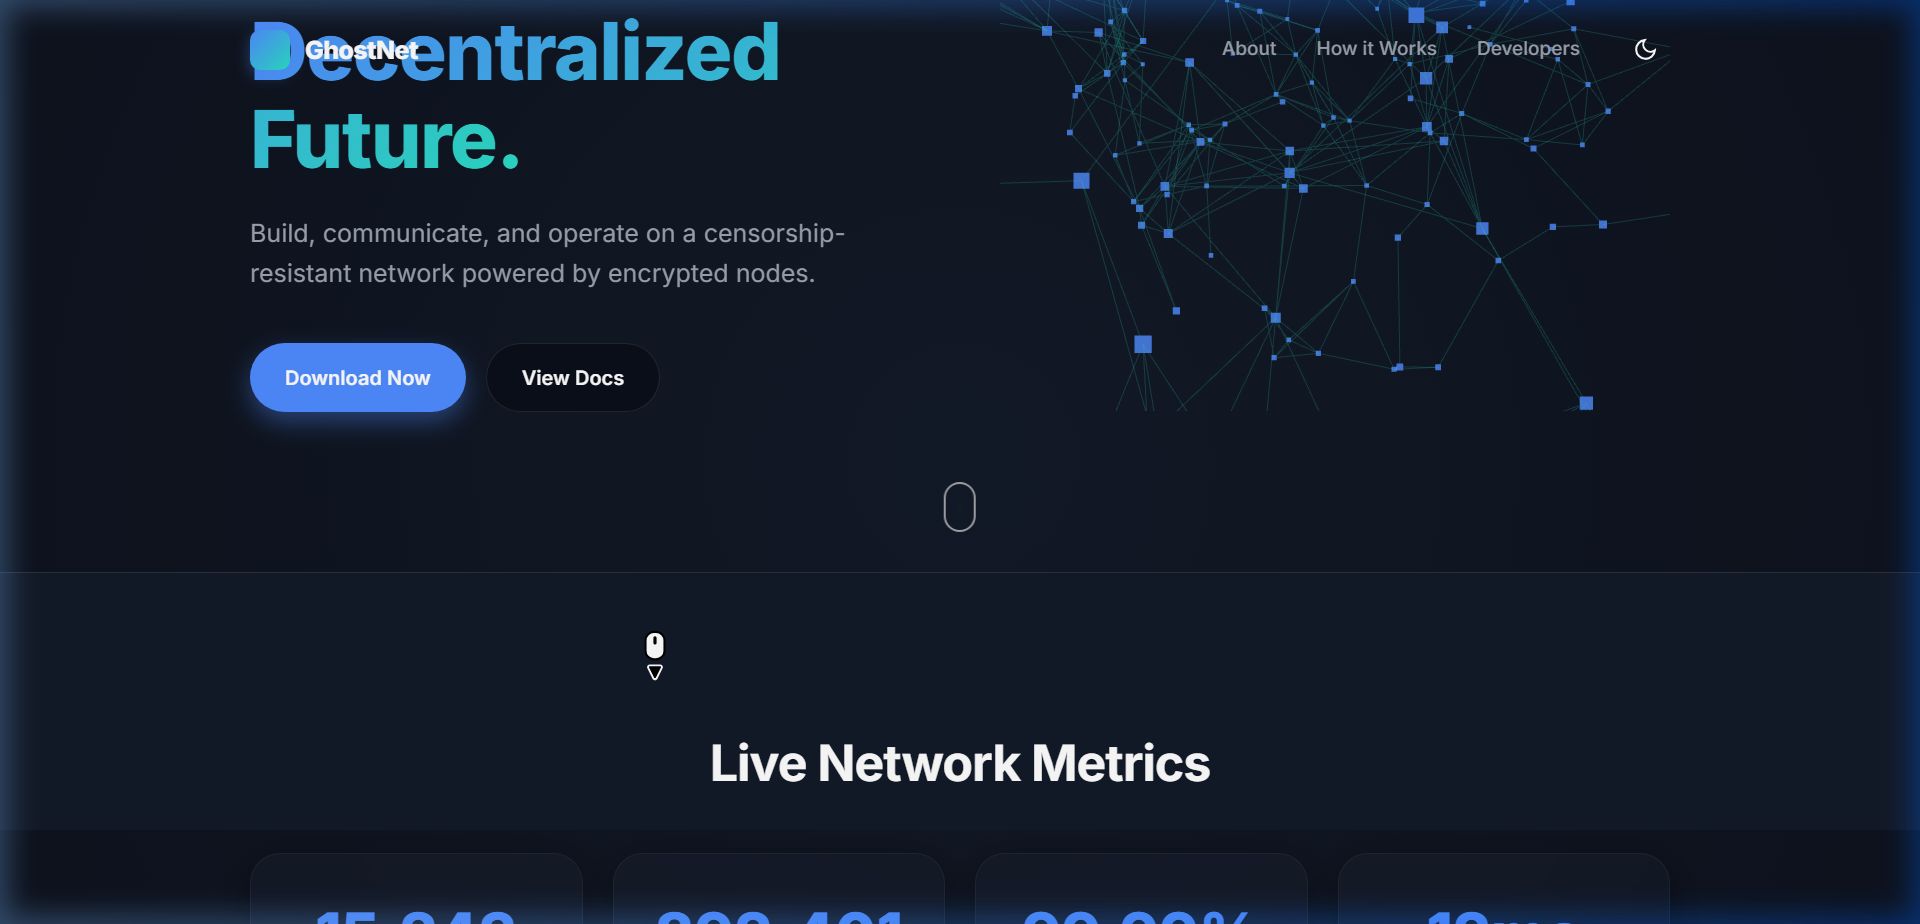 GhostNet
About
How it Works
Developers
Decentralized
Future.
Build, communicate, and operate on a censorship-
resistant network powered by encrypted nodes.
Download Now
View Docs
Live Network Metrics